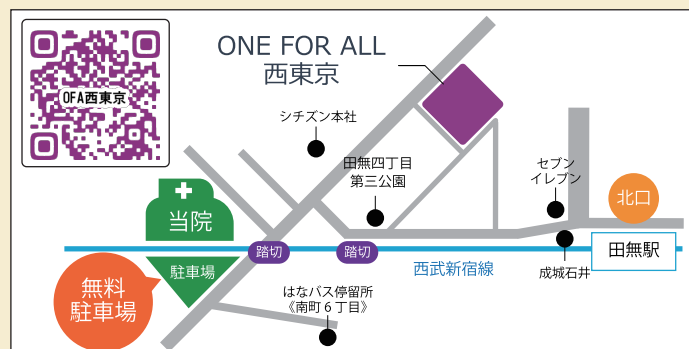 OFA西東京
ONE FOR ALL
西東京
シチズン本社
田無四丁目
第三公園
セブン
イレブン
北口
当院
踏切
踏切
田無駅
西武新宿線
成城石井
駐車場
無料
駐車場
はなバス停留所
《南町６丁目》